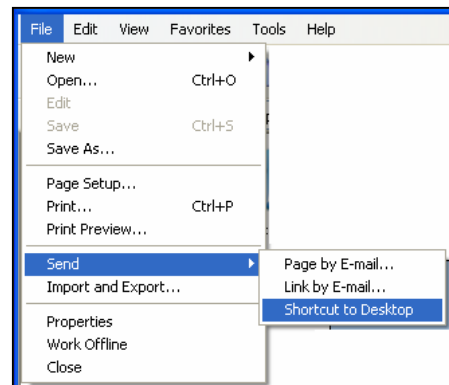 File Edit View Favorites Tools Help
New
Open... Ctrl+O
Edit
Save Ctrl+S
Save As...
Page Setup...
Print... Ctrl+P
Print Preview...
Send
Page by E-mail...
Import and Export...
Link by E-mail...
Shortcut to Desktop
Properties
Work Offline
Close